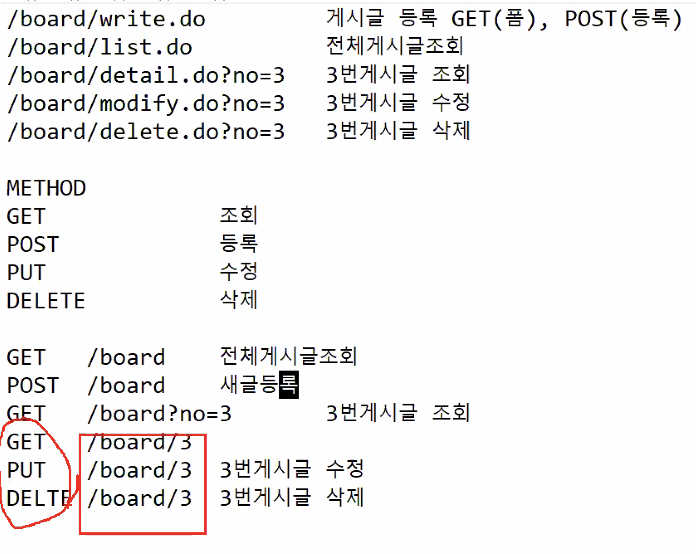 /board/write.do 게시글 등록 GET(폼), POST(등록)
/board/list.do 전체게시글조회
/board/detail.do?no=3 3번게시글 조회
/board/modify.do?no=3 3번게시글 수정
/board/delete.do?no=3 3번게시글 삭제
METHOD
GET 조회
POST 등록
PUT 수정
DELETE 삭제
GET /board 전체게시글조회
POST /board 새글등록
GET /board?no=3 3번게시글 조회
GET /board/3
PUT /board/3 3번게시글 수정
DELTE /board/3 3번게시글 삭제